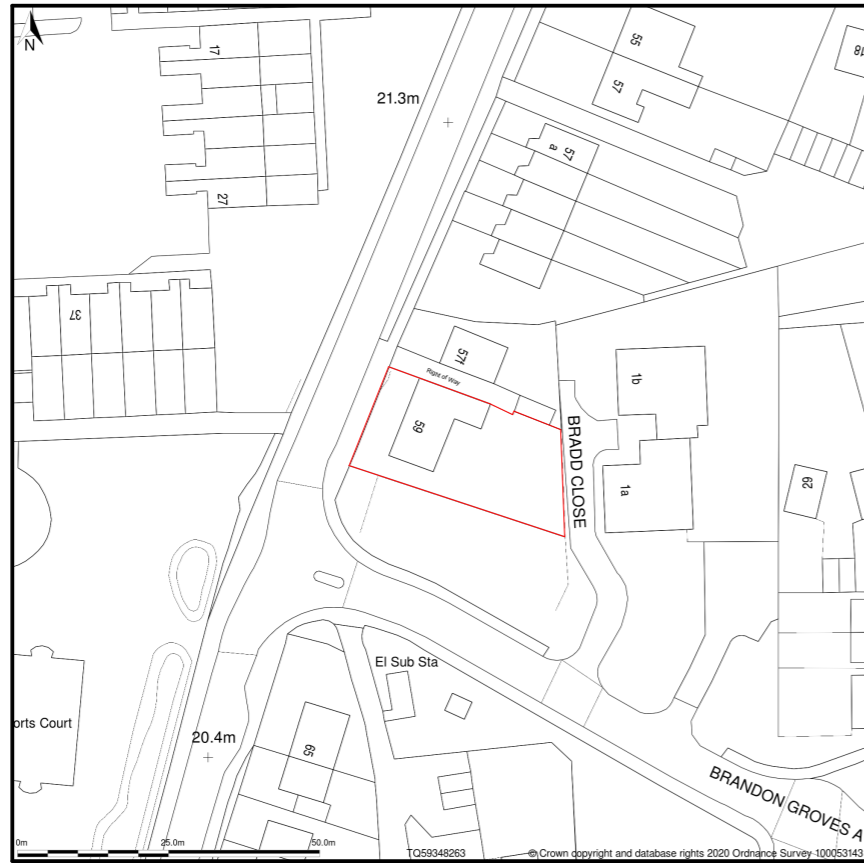 N
17
55
18
21.3m
57
57
a
27
37
57f
Right of Way
1b
59
BRADD CLOSE
29
1a
El Sub Sta
orts Court
20.4m
65
BRANDON GROVES A
0m
25.0m
50.0m
TQ59348263
©Crown copyright and database rights 2020 Ordnance Survey 100053143